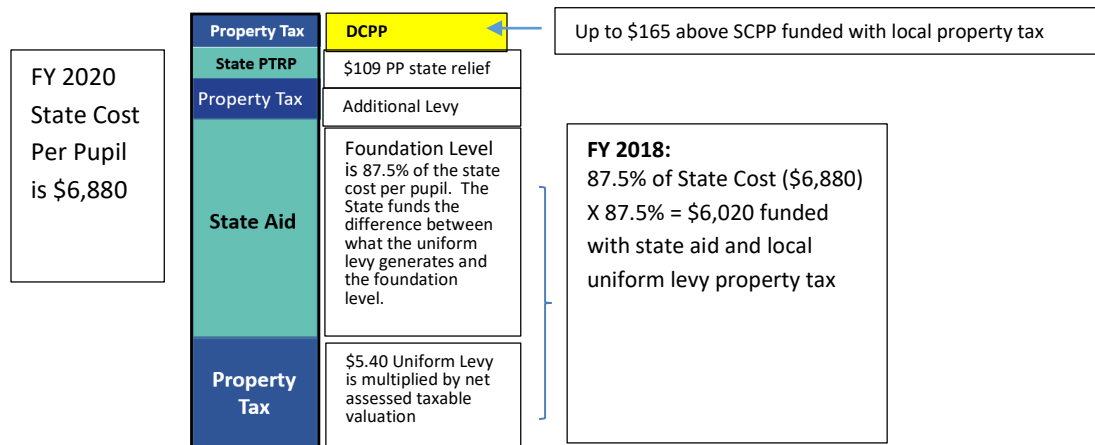 FY 2020
State Cost
Per Pupil
is $6,880
Property Tax
DCPP
Up to $165 above SCPP funded with local property tax
State PTRP
$109 PP state relief
Property Tax
Additional Levy
State Aid
Foundation Level
is 87.5% of the state
cost per pupil. The
State funds the
difference between
what the uniform
levy generates and
the foundation
level.
Property
Tax
$5.40 Uniform Levy
is multiplied by net
assessed taxable
valuation
FY 2018:
87.5% of State Cost ($6,880)
X 87.5% = $6,020 funded
with state aid and local
uniform levy property tax